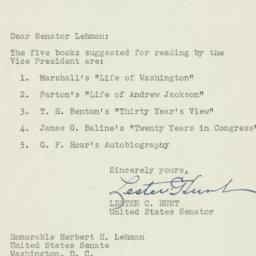 Dear Senator Lehman:
The five books suggested for reading by the
Vice President are:
1. Marshall's "Life of Washington"
2. Parton's "Life of Andrew Jackson"
3. T. H. Benton's "Thirty Year's View"
4. James G. Baline's "Twenty Years in Congress"
5. G. F. Hoar's Autobiography
Sincerely yours,
Lester Hunt
LESTER C. HUNT
United States Senator
Honorable Herbert H. Lehman
United States Senate
Washington, D. C.